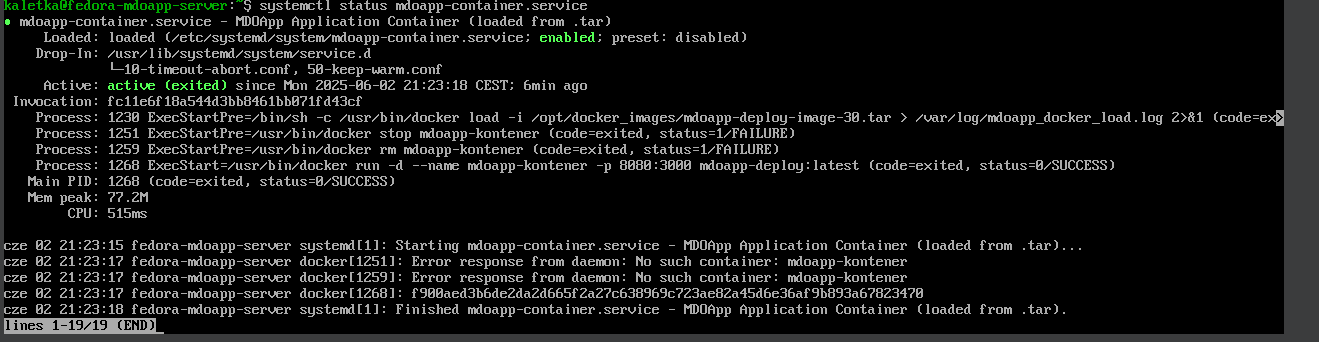 kaletka@fedora-mdoapp-server:~$ systemctl status mdoapp-container.service
● mdoapp-container.service - MDOApp Application Container (loaded from .tar)
     Loaded: loaded (/etc/systemd/system/mdoapp-container.service; enabled; preset: disabled)
    Drop-In: /usr/lib/systemd/system/service.d
             └─10-timeout-abort.conf, 50-keep-warm.conf
     Active: active (exited) since Mon 2025-06-02 21:23:18 CEST; 6min ago
 Invocation: fc11e6f18a544d3bb8461bb071fd43cf
    Process: 1230 ExecStartPre=/bin/sh -c /usr/bin/docker load -i /opt/docker_images/mdoapp-deploy-image-30.tar > /var/log/mdoapp_docker_load.log 2>&1 (code=ex>
    Process: 1251 ExecStartPre=/usr/bin/docker stop mdoapp-kontener (code=exited, status=1/FAILURE)
    Process: 1259 ExecStartPre=/usr/bin/docker rm mdoapp-kontener (code=exited, status=1/FAILURE)
    Process: 1268 ExecStart=/usr/bin/docker run -d --name mdoapp-kontener -p 8080:3000 mdoapp-deploy:latest (code=exited, status=0/SUCCESS)
   Main PID: 1268 (code=exited, status=0/SUCCESS)
   Mem peak: 77.2M
        CPU: 515ms
cze 02 21:23:15 fedora-mdoapp-server systemd[1]: Starting mdoapp-container.service - MDOApp Application Container (loaded from .tar)...
cze 02 21:23:17 fedora-mdoapp-server docker[1251]: Error response from daemon: No such container: mdoapp-kontener
cze 02 21:23:17 fedora-mdoapp-server docker[1259]: Error response from daemon: No such container: mdoapp-kontener
cze 02 21:23:17 fedora-mdoapp-server docker[1268]: f900aed3b6de2da2d665f2a27c638969c723ae82a45d6e36af9b893a67823470
cze 02 21:23:18 fedora-mdoapp-server systemd[1]: Finished mdoapp-container.service - MDOApp Application Container (loaded from .tar).
lines 1-19/19 (END)